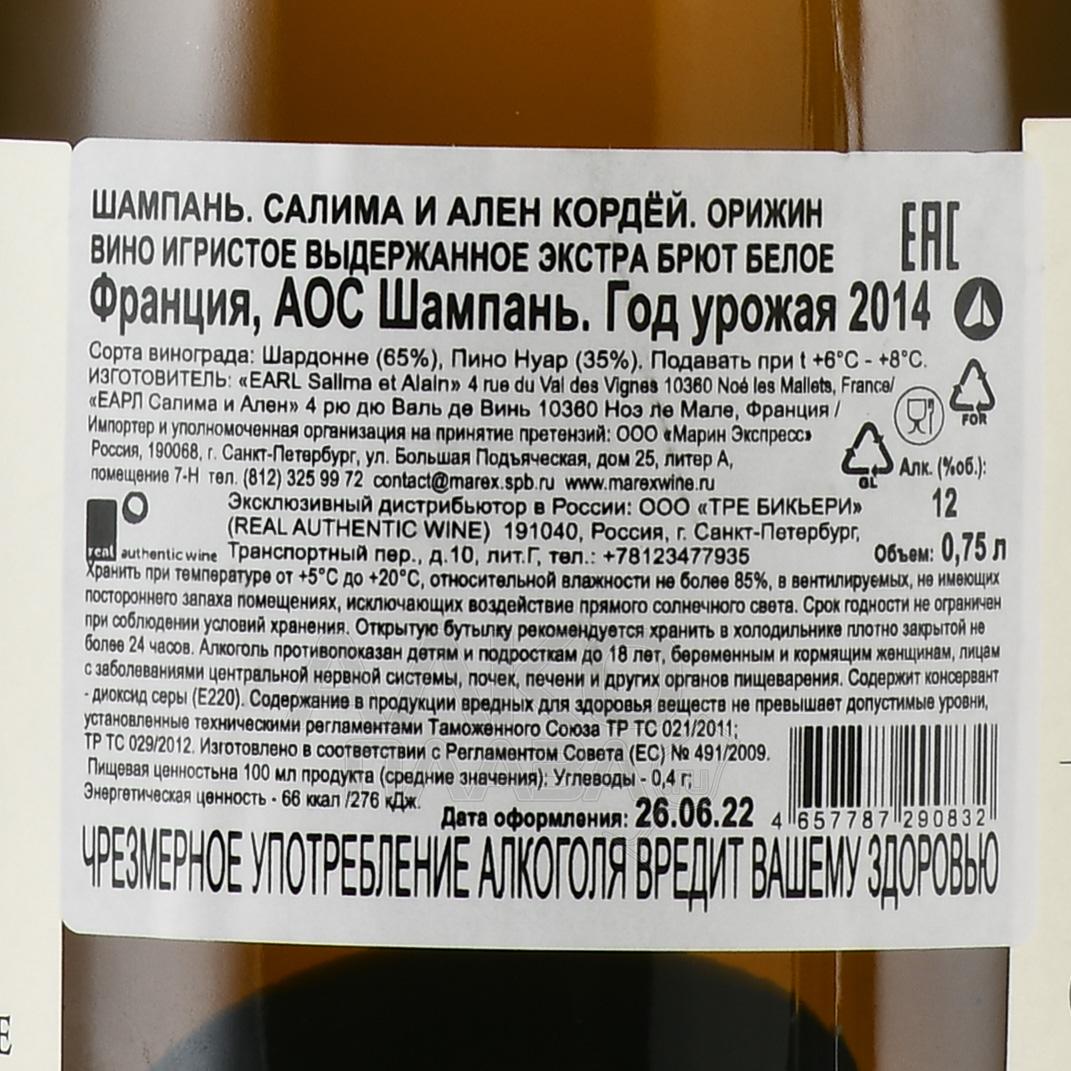 ШАМПАНЬ. САЛИМА И АЛЕН КОРДЁЙ. ОРИЖИН
ВИНО ИГРИСТОЕ ВЫДЕРЖАННОЕ ЭКСТРА БРЮТ БЕЛОЕ
ЕАС
Франция, АОС Шампань. Год урожая 2014
Сорта винограда: Шардонне (65%), Пино Нуар (35%). Подавать при t +6°C - +8°C.
ИЗГОТОВИТЕЛЬ: «EARL Salima et Alain» 4 rue du Val des Vignes 10360 Noé les Mallets, France/
«ЕАРЛ Салима и Ален» 4 рю дю Валь де Винь 10360 Ноэ ле Мале, Франция /
FOR
Импортер и уполномоченная организация на принятие претензий: ООО «Марин Экспресс»
Россия, 190068, г. Санкт-Петербург, ул. Большая Подъяческая, дом 25, литер А,
помещение 7-Н тел. (812) 325 99 72 contact@marex.spb.ru www.marexwine.ru
GL
Алк. (%об.):
12
real authentic wine
Эксклюзивный дистрибьютор в России: ООО «ТРЕ БИКЬЕРИ»
(REAL AUTHENTIC WINE) 191040, Россия, г. Санкт-Петербург,
Транспортный пер., д.10, лит.Г, тел.: +78123477935
Объем: 0,75 л
Хранить при температуре от +5°C до +20°C, относительной влажности не более 85%, в вентилируемых, не имеющих
постороннего запаха помещениях, исключающих воздействие прямого солнечного света. Срок годности не ограничен
при соблюдении условий хранения. Открытую бутылку рекомендуется хранить в холодильнике плотно закрытой не
более 24 часов. Алкоголь противопоказан детям и подросткам до 18 лет, беременным и кормящим женщинам, лицам
с заболеваниями центральной нервной системы, почек, печени и других органов пищеварения. Содержит консервант
- диоксид серы (Е220). Содержание в продукции вредных для здоровья веществ не превышает допустимые уровни,
установленные техническими регламентами Таможенного Союза ТР ТС 021/2011;
ТР ТС 029/2012. Изготовлено в соответствии с Регламентом Совета (ЕС) № 491/2009.
Пищевая ценностьна 100 мл продукта (средние значения): Углеводы - 0,4 г;
Энергетическая ценность - 66 ккал /276 кДж.
Дата оформления: 26.06.22
4 657787 290832
ЧРЕЗМЕРНОЕ УПОТРЕБЛЕНИЕ АЛКОГОЛЯ ВРЕДИТ ВАШЕМУ ЗДОРОВЬЮ
E